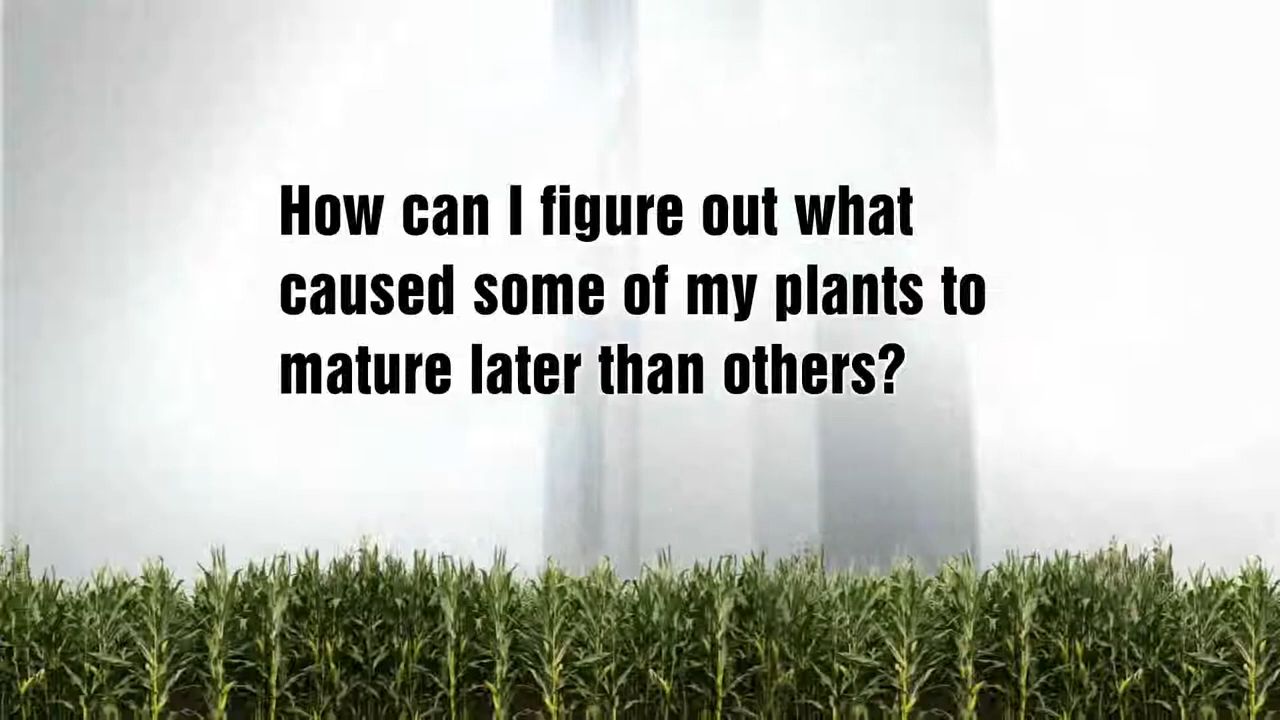 How can I figure out what
caused some of my plants to
mature later than others?